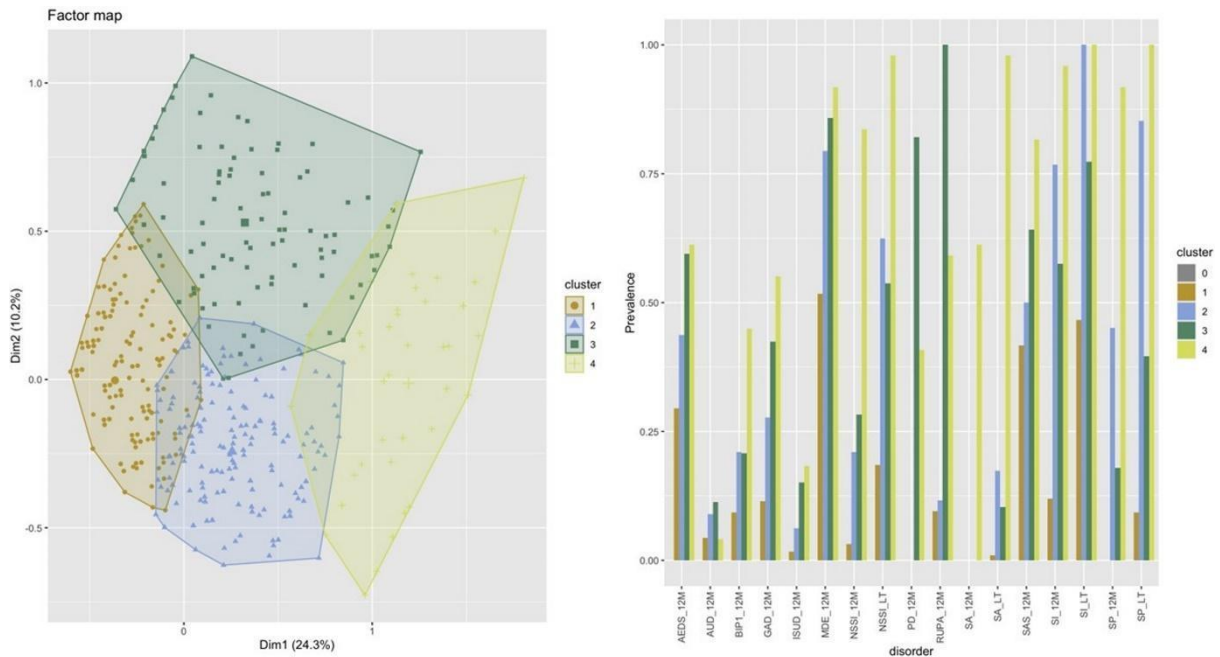 Factor map
Dim2 (10.2%)
1.0
0.5
0.0
-0.5
0
1
Dim1 (24.3%)
cluster
1
2
3
4
Prevalence
1.00
0.75
0.50
0.25
0.00
AEDS_12M
AUD_12M
BIP1_12M
GAD_12M
ISUD_12M
MDE_12M
NSSI_12M
NSSI_LT
PD_12M
RUPA_12M
SA_12M
SA_LT
SAS_12M
SI_12M
SI_LT
SP_12M
SP_LT
disorder
cluster
0
1
2
3
4